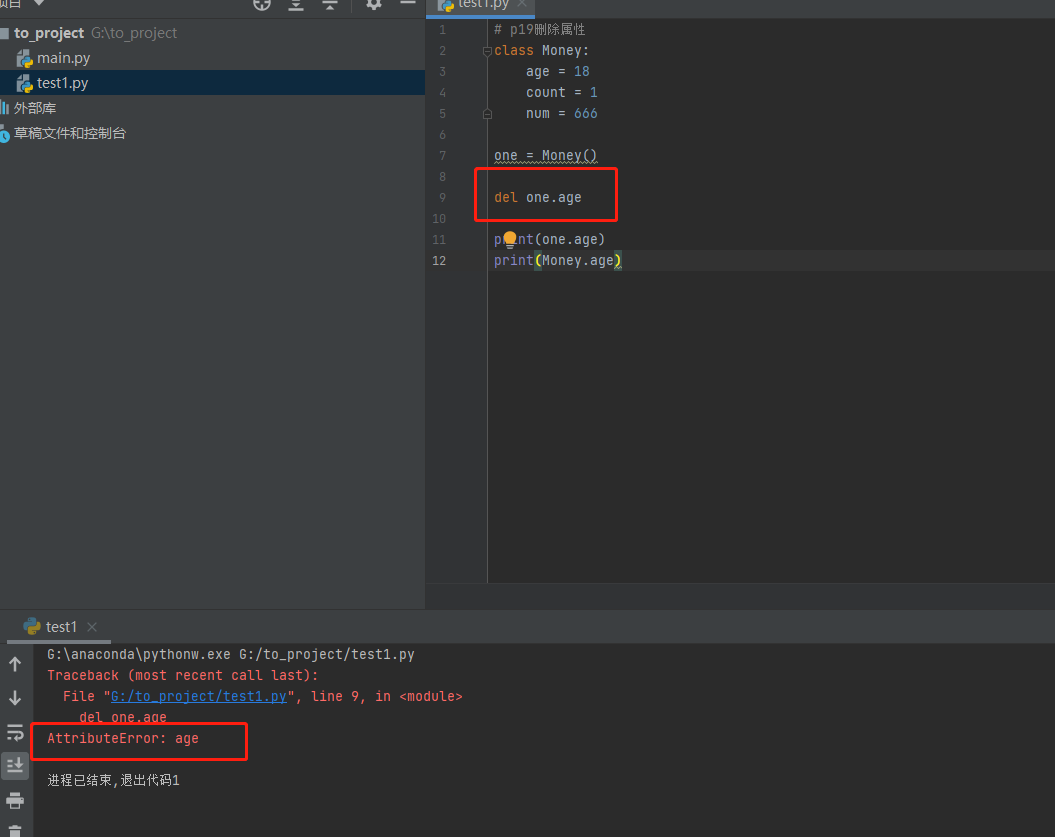 test1.py
to_project G:\to_project
main.py
test1.py
外部库
草稿文件和控制台
1 # p19删除属性
2 class Money:
3 age = 18
4 count = 1
5 num = 666
6
7 one = Money()
8
9 del one.age
10
11 print(one.age)
12 print(Money.age)
test1
G:\anaconda\pythonw.exe G:/to_project/test1.py
Traceback (most recent call last):
File "G:/to_project/test1.py", line 9, in <module>
del one.age
AttributeError: age
进程已结束,退出代码1